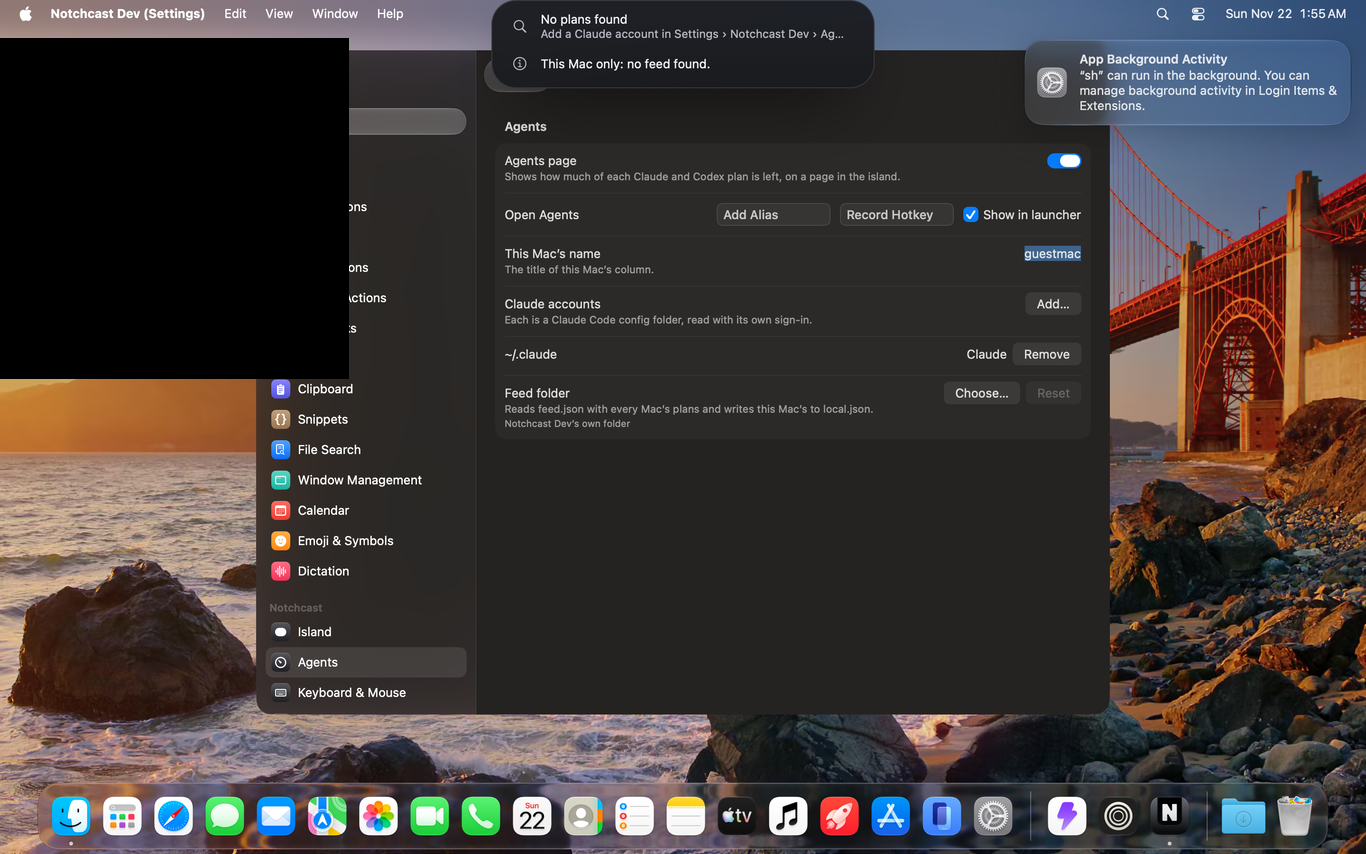 Notchcast Dev (Settings) Edit View Window Help
Sun Nov 22 1:55 AM
No plans found
Add a Claude account in Settings › Notchcast Dev › Ag...
This Mac only: no feed found.
App Background Activity
“sh” can run in the background. You can
manage background activity in Login Items &
Extensions.
Clipboard
Snippets
File Search
Window Management
Calendar
Emoji & Symbols
Dictation
Notchcast
Island
Agents
Keyboard & Mouse
Agents
Agents page
Shows how much of each Claude and Codex plan is left, on a page in the island.
Open Agents
Add Alias
Record Hotkey
Show in launcher
This Mac’s name
guestmac
The title of this Mac’s column.
Claude accounts
Add...
Each is a Claude Code config folder, read with its own sign-in.
~/.claude
Claude
Remove
Feed folder
Choose...
Reset
Reads feed.json with every Mac’s plans and writes this Mac’s to local.json.
Notchcast Dev’s own folder
Sun
22
tv
N